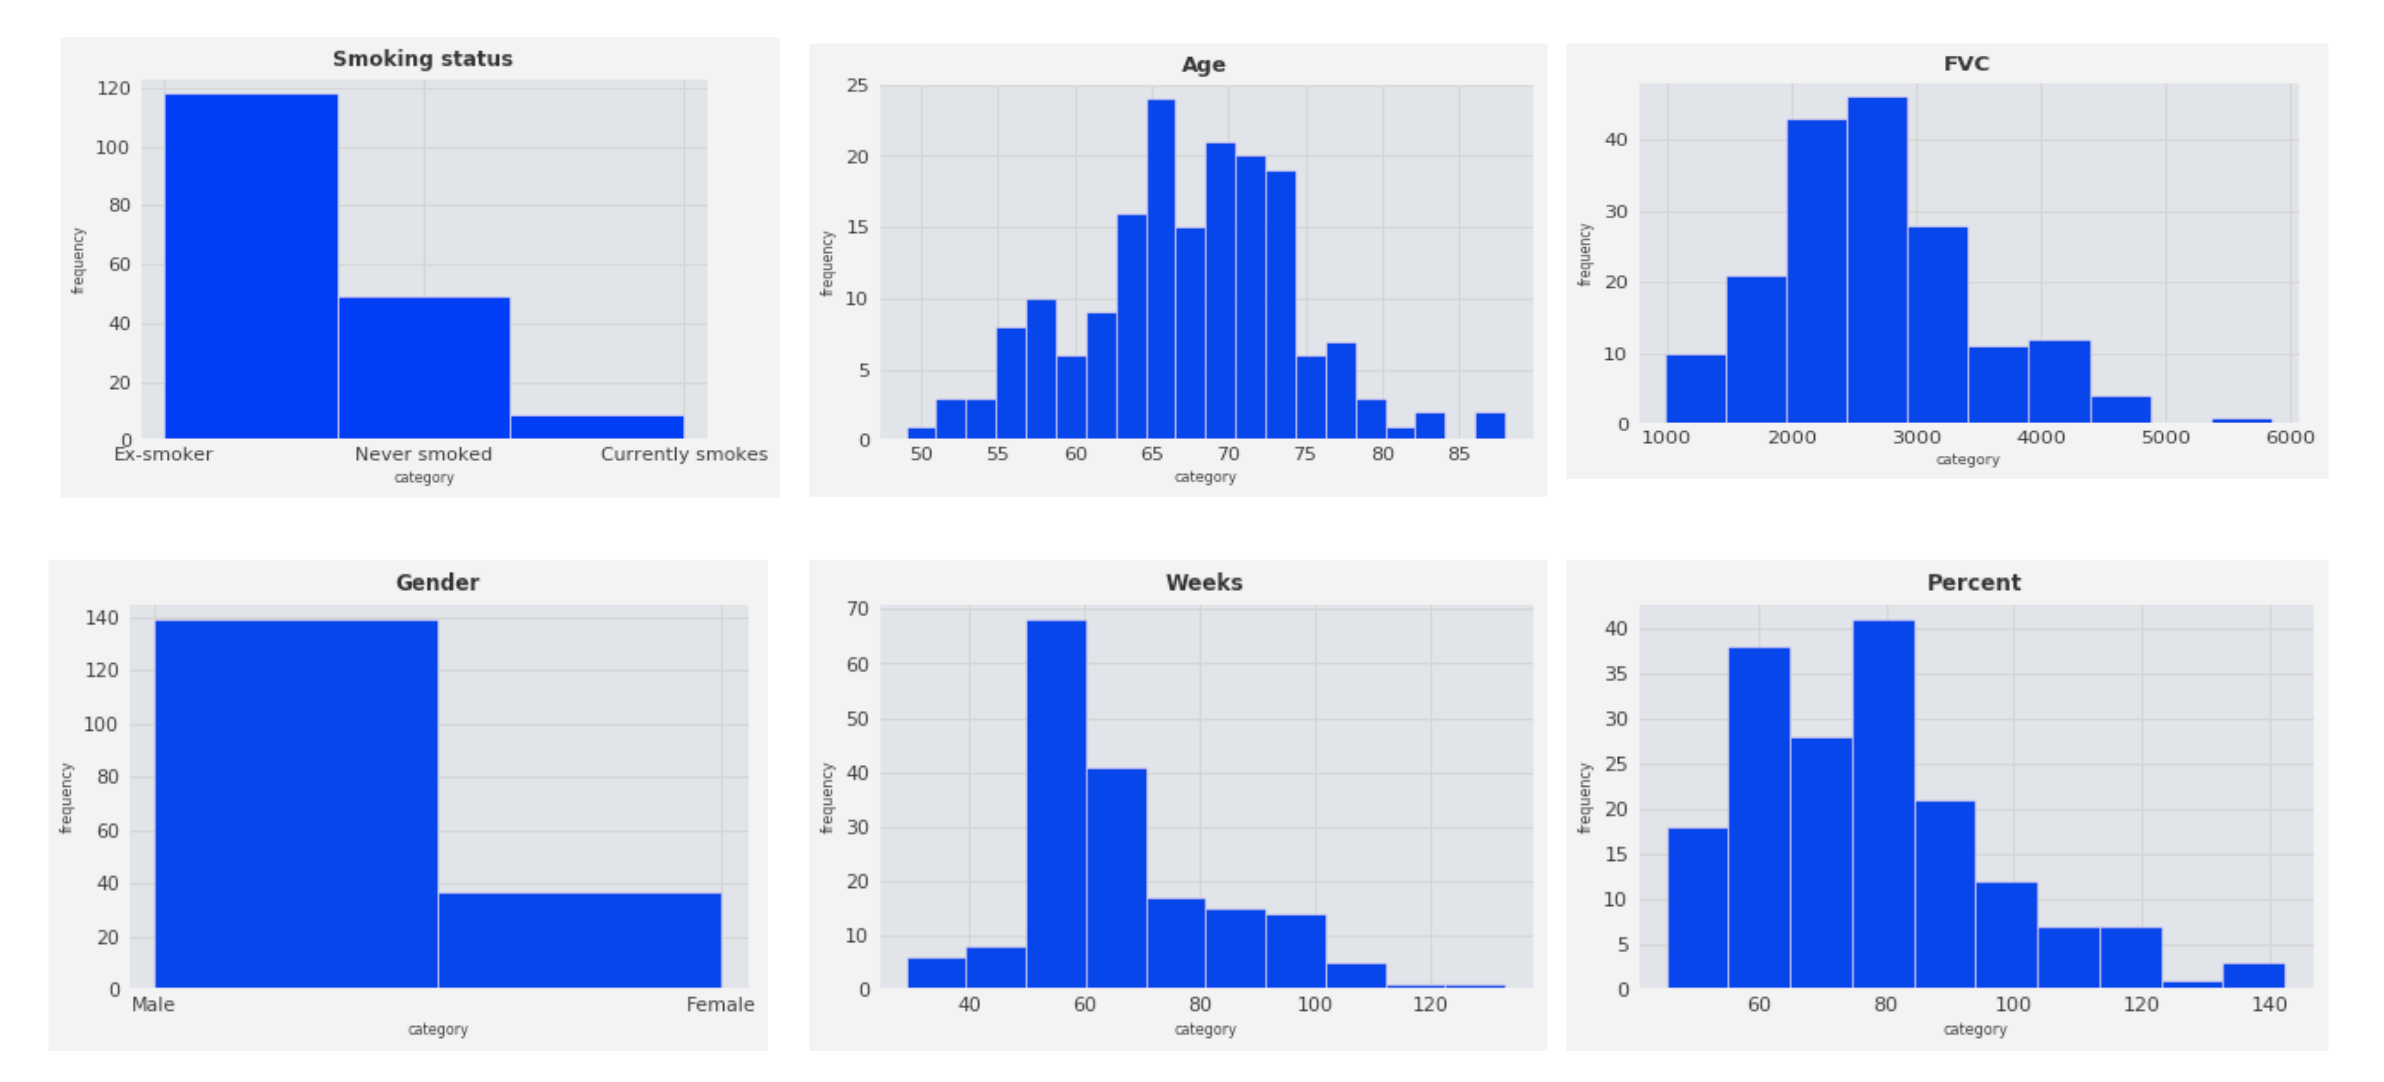 Smoking status
120
100
80
60
40
20
0
frequency
Ex-smoker Never smoked Currently smokes
category
Age
25
20
15
10
5
0
frequency
50 55 60 65 70 75 80 85
category
FVC
40
30
20
10
0
frequency
1000 2000 3000 4000 5000 6000
category
Gender
140
120
100
80
60
40
20
0
frequency
Male Female
category
Weeks
70
60
50
40
30
20
10
0
frequency
40 60 80 100 120
category
Percent
40
35
30
25
20
15
10
5
0
frequency
60 80 100 120 140
category